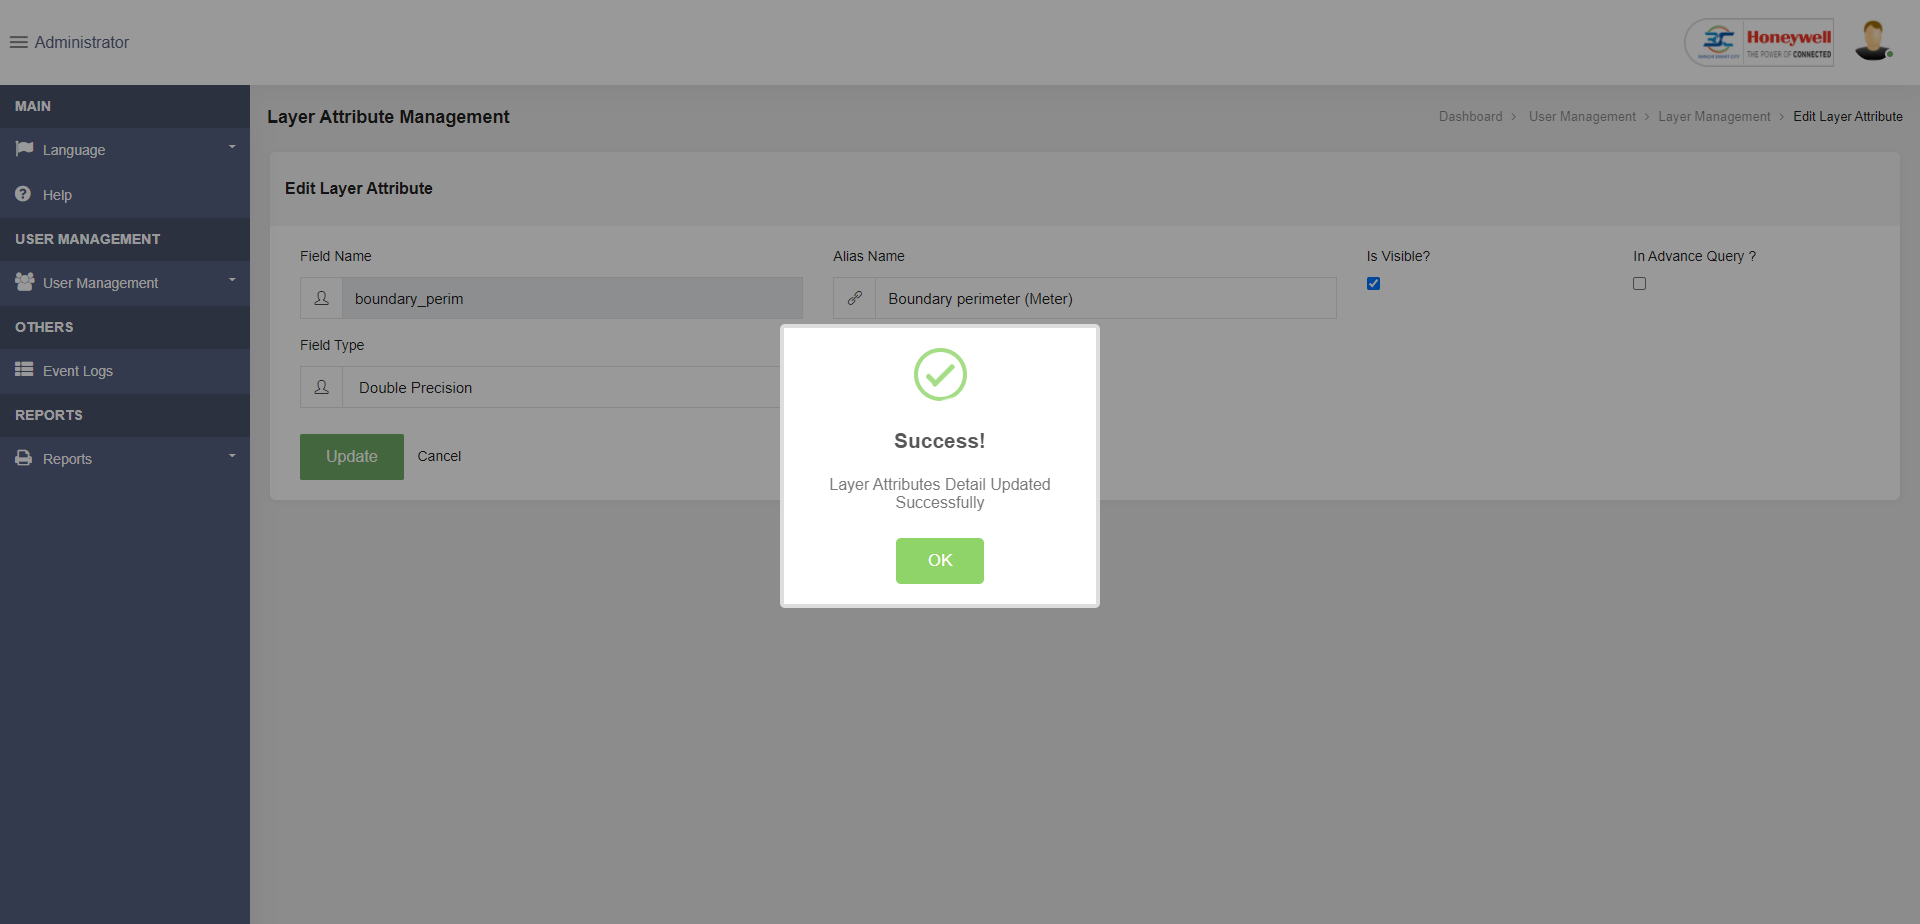 Administrator
Honeywell
THE POWER OF CONNECTED
MAIN
Language
Help
USER MANAGEMENT
User Management
OTHERS
Event Logs
REPORTS
Reports
Layer Attribute Management
Dashboard > User Management > Layer Management > Edit Layer Attribute
Edit Layer Attribute
Field Name
boundary_perim
Alias Name
Boundary perimeter (Meter)
Is Visible?
In Advance Query ?
Field Type
Double Precision
Update
Cancel
Success!
Layer Attributes Detail Updated
Successfully
OK